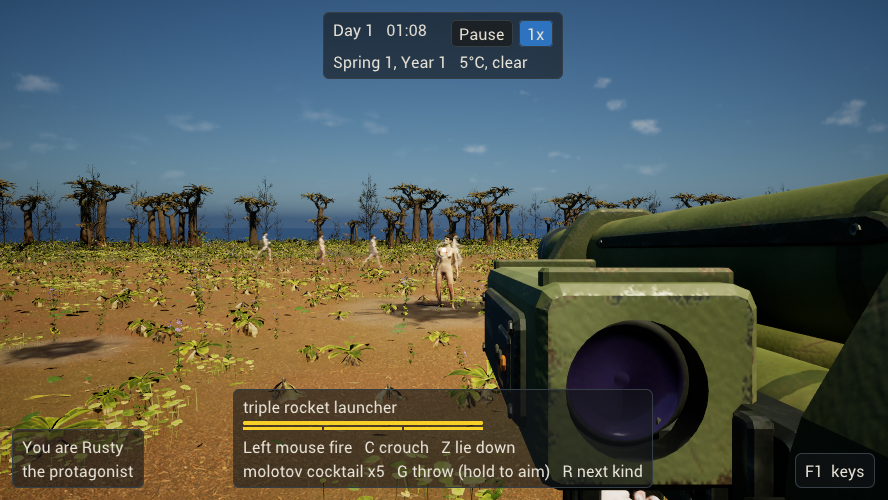 Day 1 01:08 Pause 1x
Spring 1, Year 1 5°C, clear
triple rocket launcher
Left mouse fire C crouch Z lie down
molotov cocktail x5 G throw (hold to aim) R next kind
You are Rusty
the protagonist
F1 keys